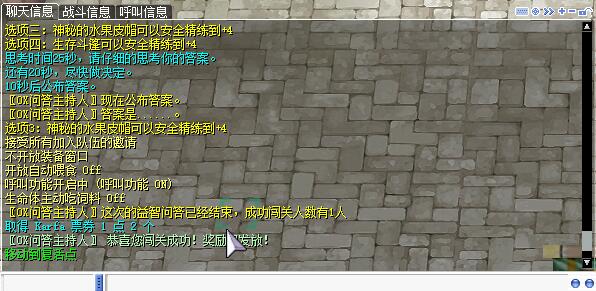 聊天信息 战斗信息 呼叫信息
选项三: 神秘的水果皮帽可以安全精炼到+4
选项四: 生存斗篷可以安全精炼到+4
思考时间25秒, 请仔细的思考你的答案。
还有20秒, 尽快做决定。
10秒后公布答案。
〖OX问答主持人〗现在公布答案。
〖OX问答主持人〗答案是......。
选项3: 神秘的水果皮帽可以安全精炼到+4
接受所有加入队伍的邀请
不开放装备窗口
开放自动喂食 Off
呼叫功能开启中 (呼叫功能 ON)
生命体主动吃饲料 Off
〖OX问答主持人〗这次的益智问答已经结束, 成功闯关人数有1人
取得 Karfa 票券 1 点 2 个
〖OX问答主持人〗 恭喜您闯关成功! 奖励 发放!
移动到复活点